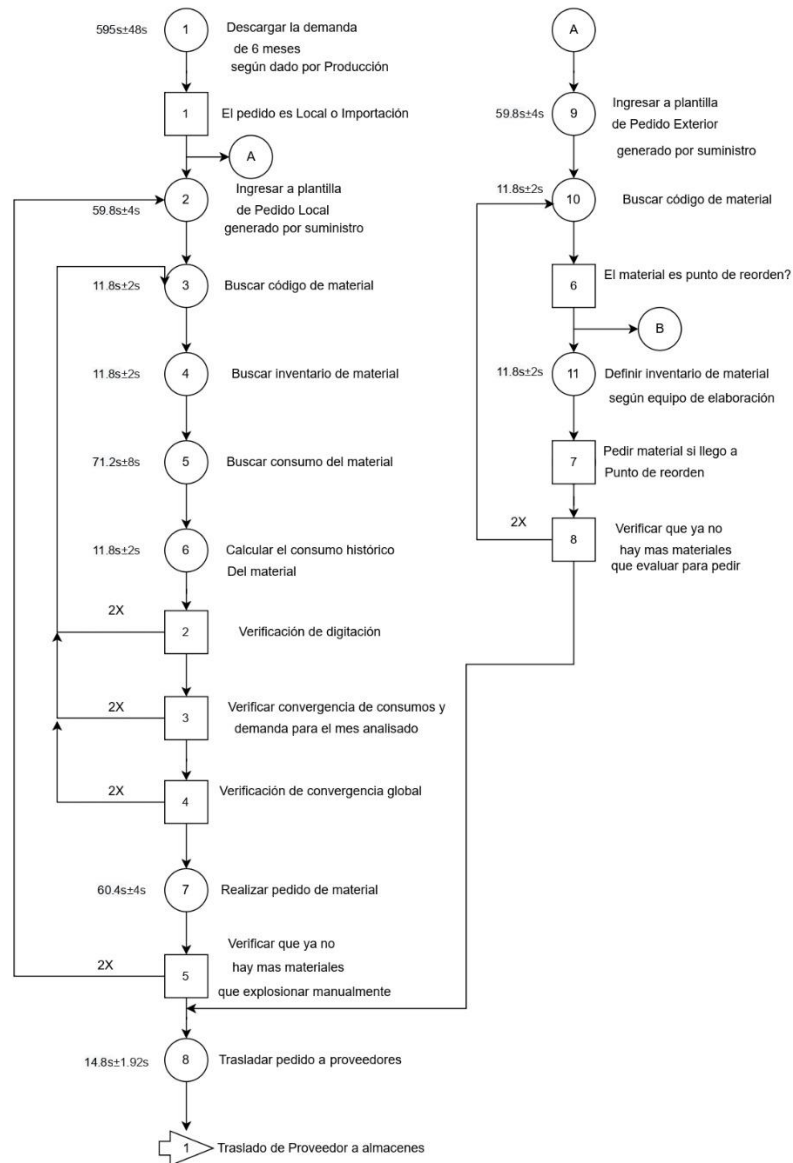 595s±48s
1
Descargar la demanda
de 6 meses
según dado por Producción
1
El pedido es Local o Importación
A
59.8s±4s
2
Ingresar a plantilla
de Pedido Local
generado por suministro
11.8s±2s
3
Buscar código de material
11.8s±2s
4
Buscar inventario de material
71.2s±8s
5
Buscar consumo del material
11.8s±2s
6
Calcular el consumo histórico
Del material
2X
2
Verificación de digitación
2X
3
Verificar convergencia de consumos y
demanda para el mes analisado
2X
4
Verificación de convergencia global
60.4s±4s
7
Realizar pedido de material
2X
5
Verificar que ya no
hay mas materiales
que explosionar manualmente
14.8s±1.92s
8
Trasladar pedido a proveedores
1
Traslado de Proveedor a almacenes
A
59.8s±4s
9
Ingresar a plantilla
de Pedido Exterior
generado por suministro
11.8s±2s
10
Buscar código de material
6
El material es punto de reorden?
B
11.8s±2s
11
Definir inventario de material
según equipo de elaboración
7
Pedir material si llego a
Punto de reorden
2X
8
Verificar que ya no
hay mas materiales
que evaluar para pedir